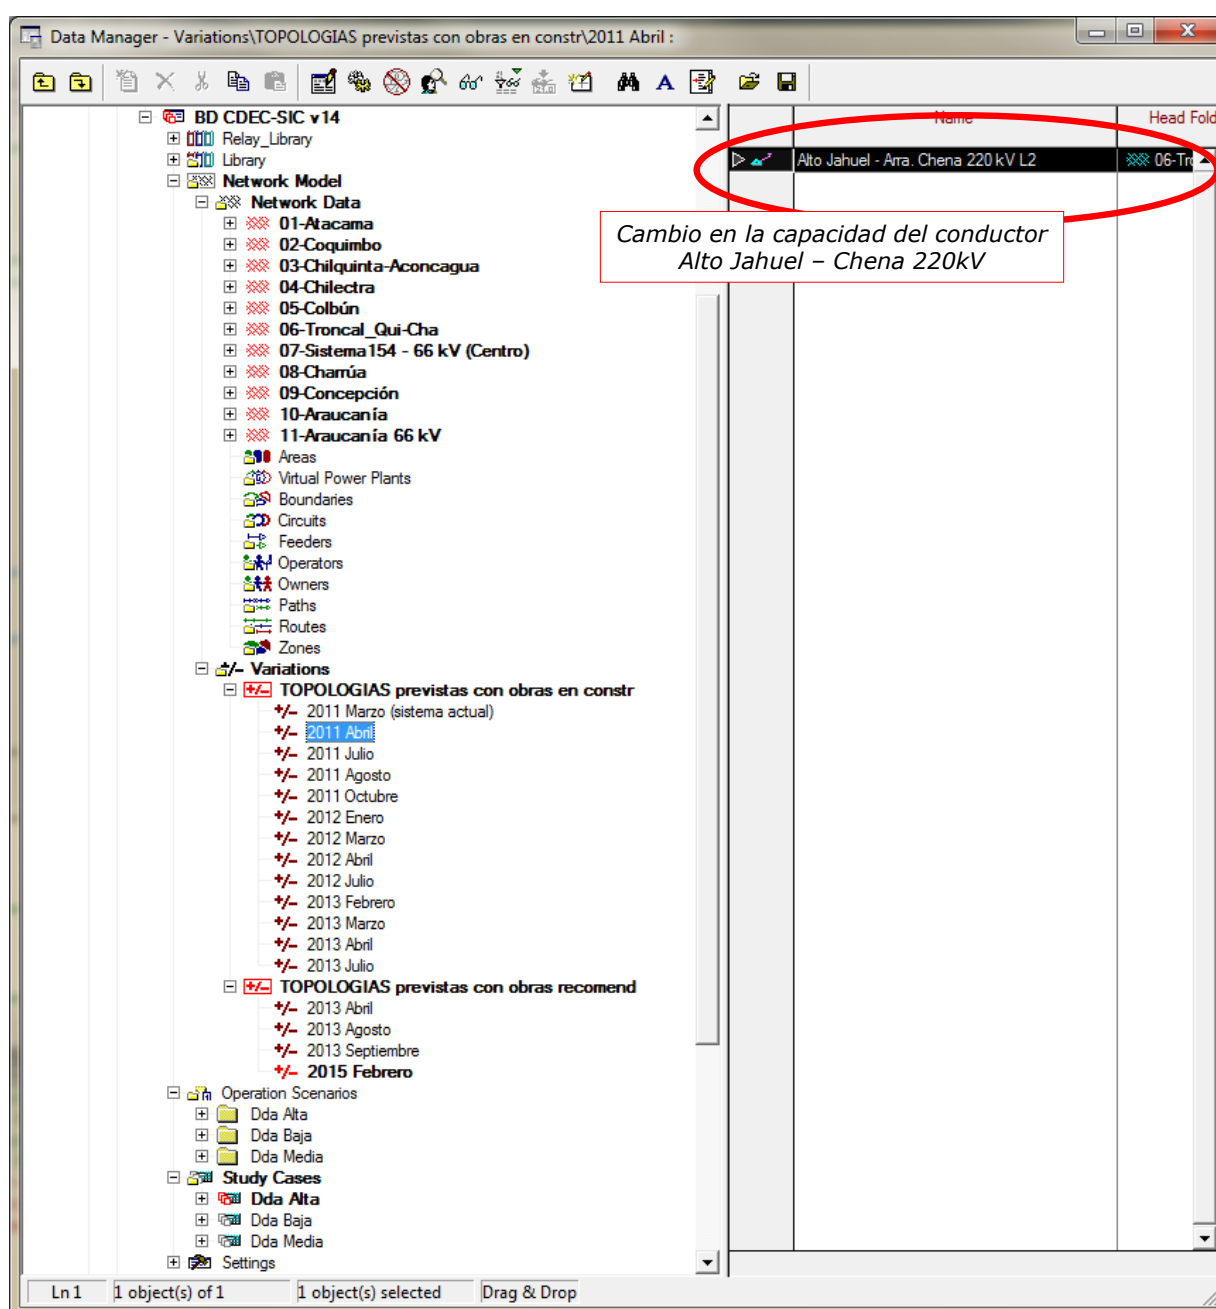 Data Manager - Variations\TOPOLOGIAS previstas con obras en constr\2011 Abril :
BD CDEC-SIC v14
Relay_Library
Library
Network Model
Network Data
01-Atacama
02-Coquimbo
03-Chilquinta-Aconcagua
04-Chilectra
05-Colbún
06-Troncal_Qui-Cha
07-Sistema154 - 66 kV (Centro)
08-Charrúa
09-Concepción
10-Araucanía
11-Araucanía 66 kV
Areas
Virtual Power Plants
Boundaries
Circuits
Feeders
Operators
Owners
Paths
Routes
Zones
Variations
TOPOLOGIAS previstas con obras en constr
2011 Marzo (sistema actual)
2011 Abril
2011 Julio
2011 Agosto
2011 Octubre
2012 Enero
2012 Marzo
2012 Abril
2012 Julio
2013 Febrero
2013 Marzo
2013 Abril
2013 Julio
TOPOLOGIAS previstas con obras recomend
2013 Abril
2013 Agosto
2013 Septiembre
2015 Febrero
Operation Scenarios
Dda Alta
Dda Baja
Dda Media
Study Cases
Dda Alta
Dda Baja
Dda Media
Settings
Name Head Fold
Alto Jahuel - Arra. Chena 220 kV L2 06-Tro
Cambio en la capacidad del conductor
Alto Jahuel – Chena 220kV
Ln 1 1 object(s) of 1 1 object(s) selected Drag & Drop